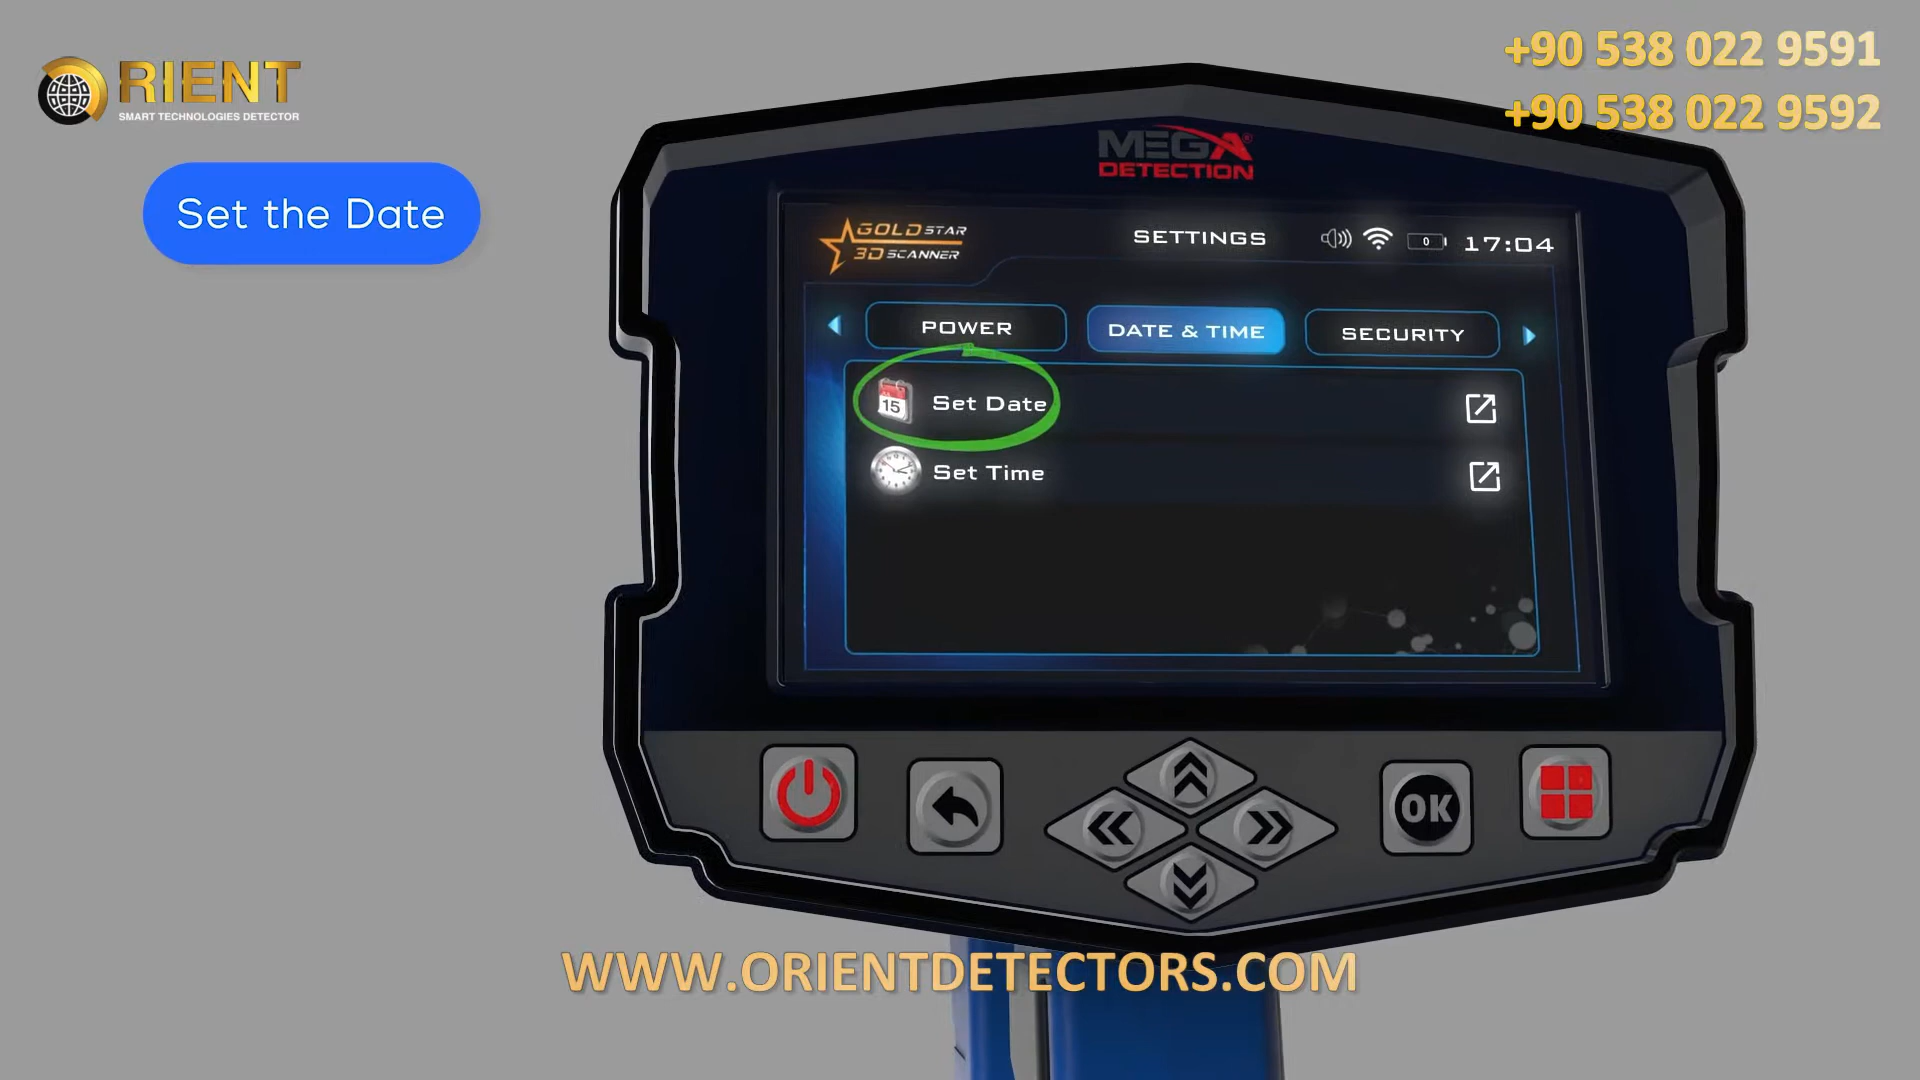 RIENT
SMART TECHNOLOGIES DETECTOR
+90 538 022 9591
+90 538 022 9592
Set the Date
MEGA®
DETECTION
GOLD STAR
3D SCANNER
SETTINGS
0
17:04
POWER
DATE & TIME
SECURITY
15
Set Date
Set Time
OK
WWW.ORIENTDETECTORS.COM